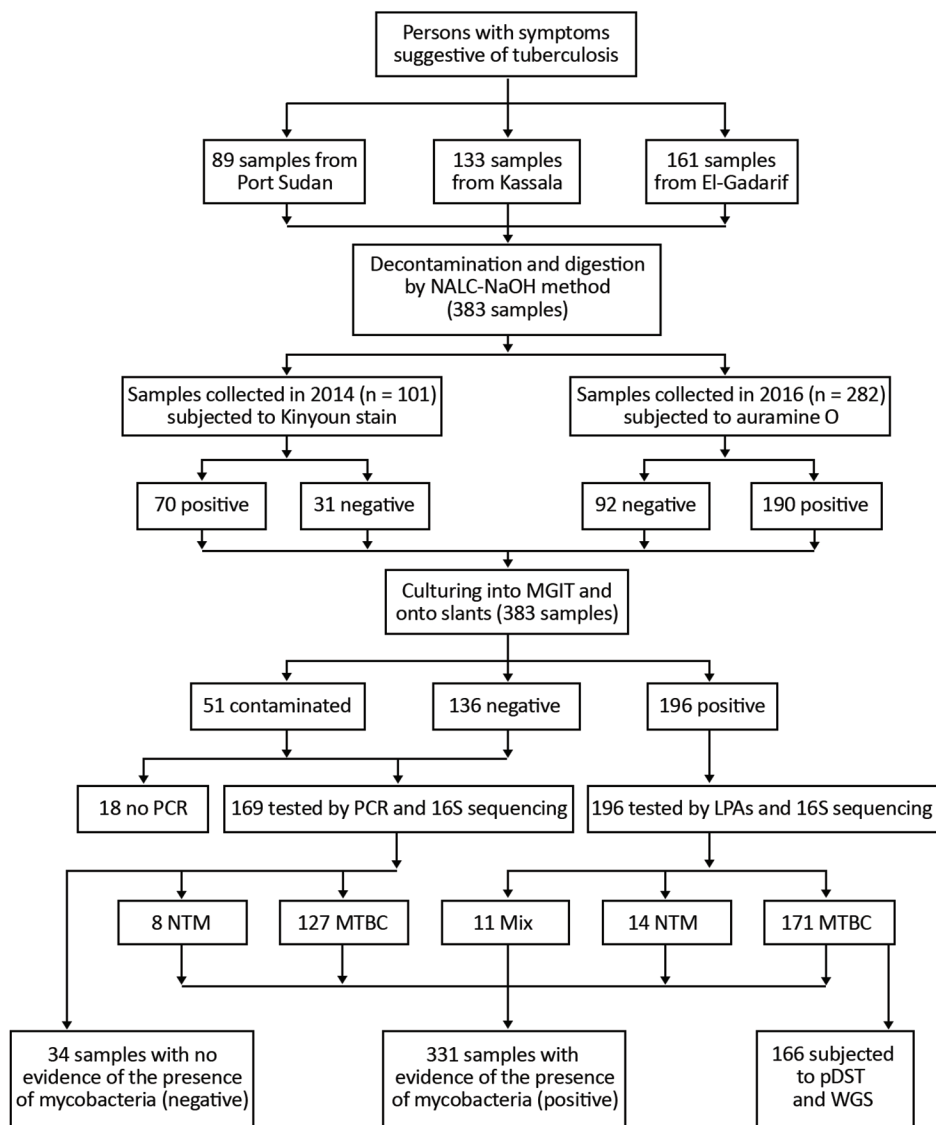 Persons with symptoms
suggestive of tuberculosis
89 samples from
Port Sudan
133 samples
from Kassala
161 samples
from El-Gadarif
Decontamination and digestion
by NALC-NaOH method
(383 samples)
Samples collected in 2014 (n = 101)
subjected to Kinyoun stain
Samples collected in 2016 (n = 282)
subjected to auramine O
70 positive
31 negative
92 negative
190 positive
Culturing into MGIT and
onto slants (383 samples)
51 contaminated
136 negative
196 positive
18 no PCR
169 tested by PCR and 16S sequencing
196 tested by LPAs and 16S sequencing
8 NTM
127 MTBC
11 Mix
14 NTM
171 MTBC
34 samples with no
evidence of the presence
of mycobacteria (negative)
331 samples with
evidence of the presence
of mycobacteria (positive)
166 subjected
to pDST
and WGS